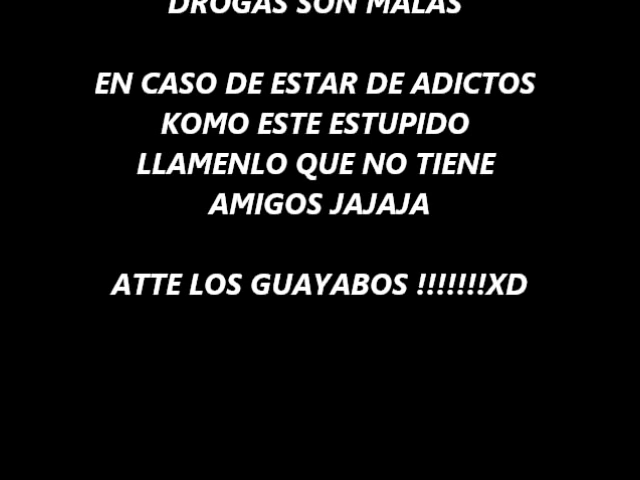 DROGAS SON MALAS
EN CASO DE ESTAR DE ADICTOS
KOMO ESTE ESTUPIDO
LLAMENLO QUE NO TIENE
AMIGOS JAJAJA
ATTE LOS GUAYABOS !!!!!!!XD